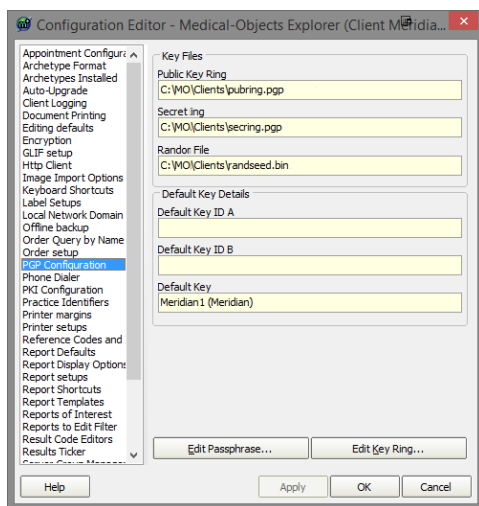 Configuration Editor - Medical-Objects Explorer (Client Meridia...
Appointment Configura
Archetype Format
Archetypes Installed
Auto-Upgrade
Client Logging
Document Printing
Editing defaults
Encryption
GLIF setup
Http Client
Image Import Options
Keyboard Shortcuts
Label Setups
Local Network Domain
Offline backup
Order Query by Name
Order setup
PGP Configuration
Phone Dialer
PKI Configuration
Practice Identifiers
Printer margins
Printer setups
Reference Codes and
Report Defaults
Report Display Options
Report setups
Report Shortcuts
Report Templates
Reports of Interest
Reports to Edit Filter
Result Code Editors
Results Ticker
Key Files
Public Key Ring
C:\MO\Clients\pubring.pgp
Secret ing
C:\MO\Clients\secring.pgp
Randor File
C:\MO\Clients\randseed.bin
Default Key Details
Default Key ID A
Default Key ID B
Default Key
Meridian1 (Meridian)
Edit Passphrase...
Edit Key Ring...
Help
Apply
OK
Cancel